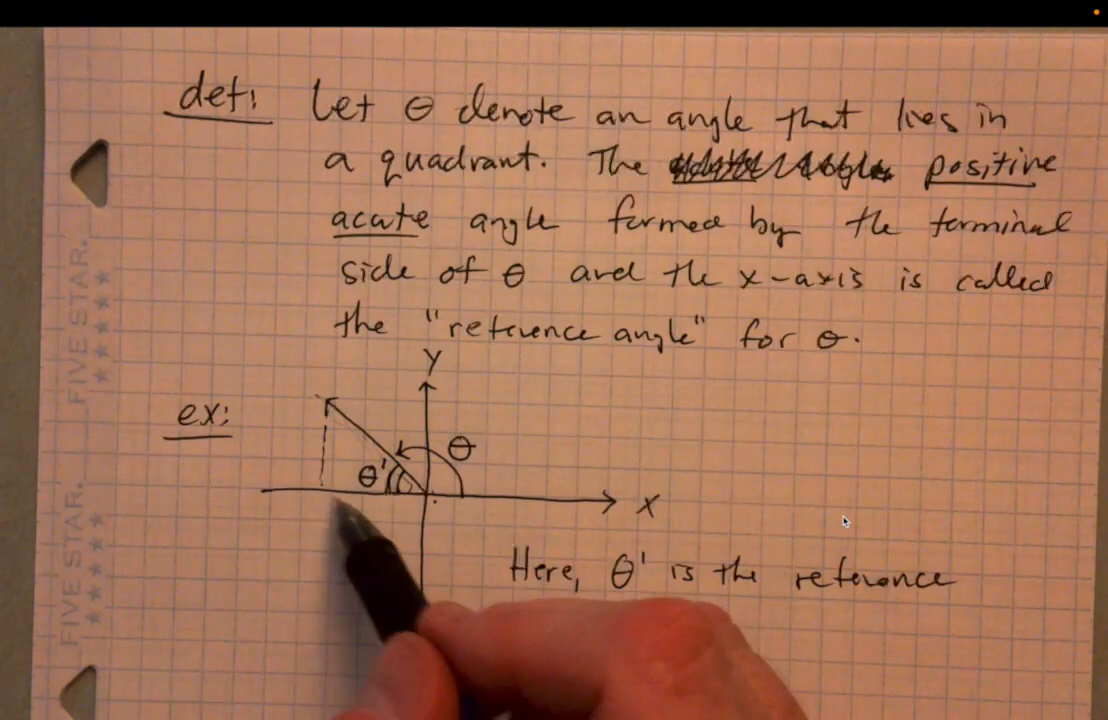 def: Let θ denote an angle that lies in
a quadrant. The positive
acute angle formed by the terminal
side of θ and the x-axis is called
the "reference angle" for θ.
ex:
y
θ
θ'
x
Here, θ' is the reference
FIVE STAR.
FIVE STAR.